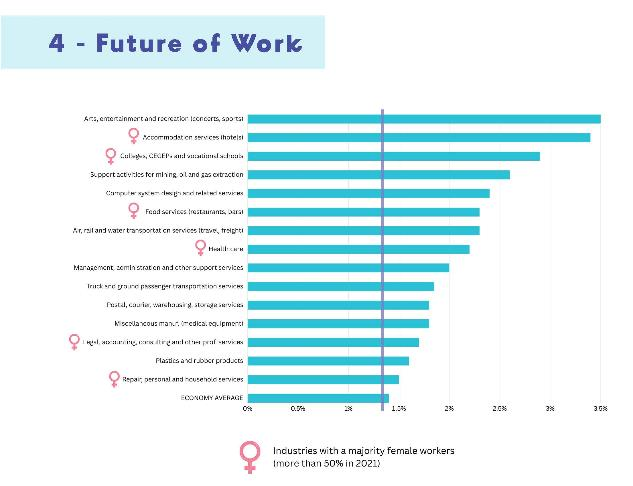 4 - Future of Work
Arts, entertainment and recreation (concerts, sports)
Accommodation services (hotels)
Colleges, CEGEPs and vocational schools
Support activities for mining, oil and gas extraction
Computer system design and related services
Food services (restaurants, bars)
Air, rail and water transportation services (travel, freight)
Health care
Management, administration and other support services
Truck and ground passenger transportation services
Postal, courier, warehousing, storage services
Miscellaneous manuf. (medical equipment)
Legal, accounting, consulting and other prof. services
Plastics and rubber products
Repair, personal and household services
ECONOMY AVERAGE
0% 0.5% 1% 1.5% 2% 2.5% 3% 3.5%
Industries with a majority female workers
(more than 50% in 2021)